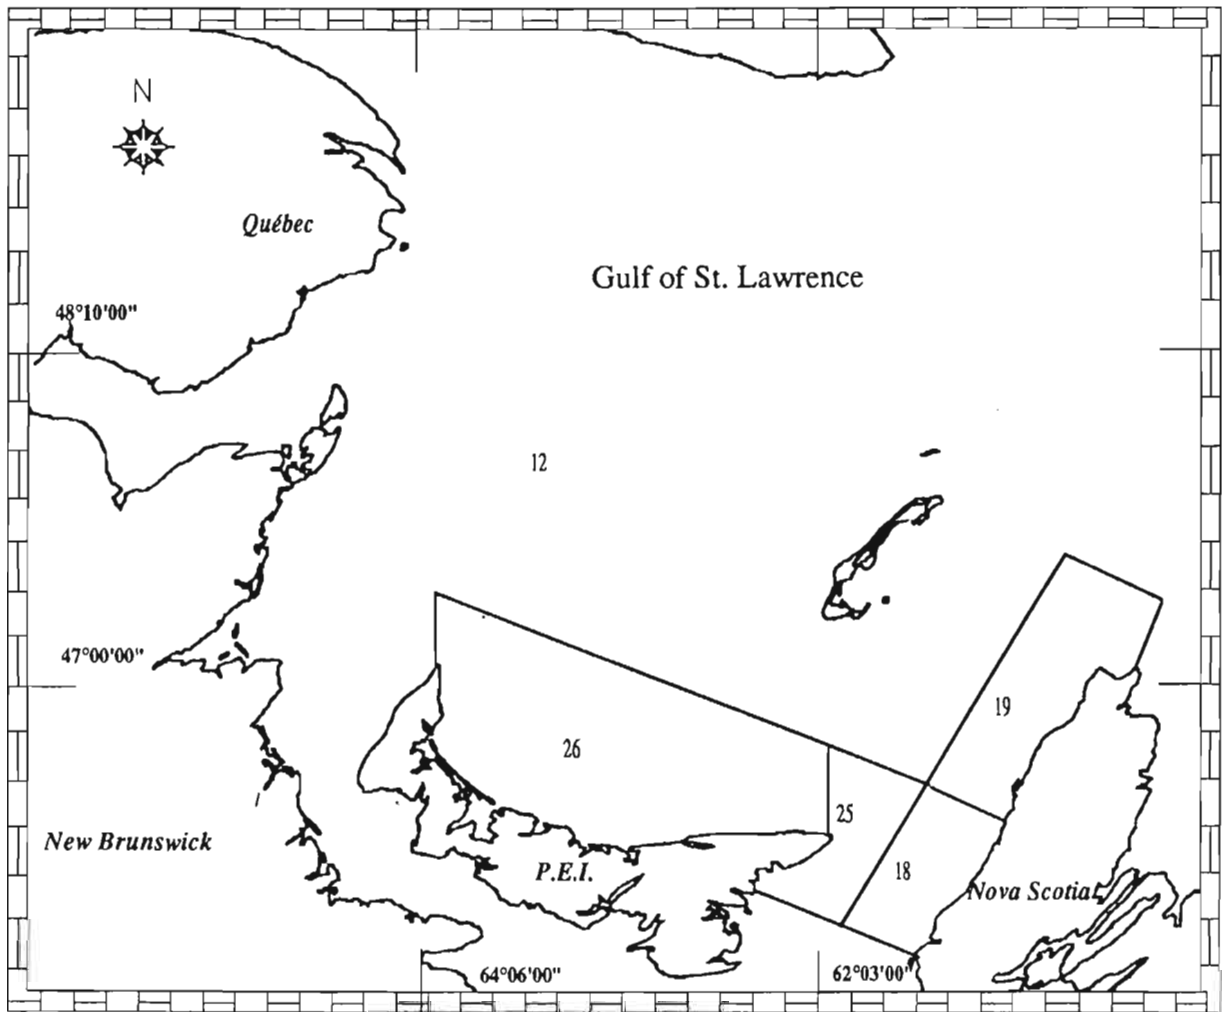 N
Québec
Gulf of St. Lawrence
48°10'00"
12
47°00'00"
19
26
25
New Brunswick
P.E.I.
18
Nova Scotia
64°06'00"
62°03'00"